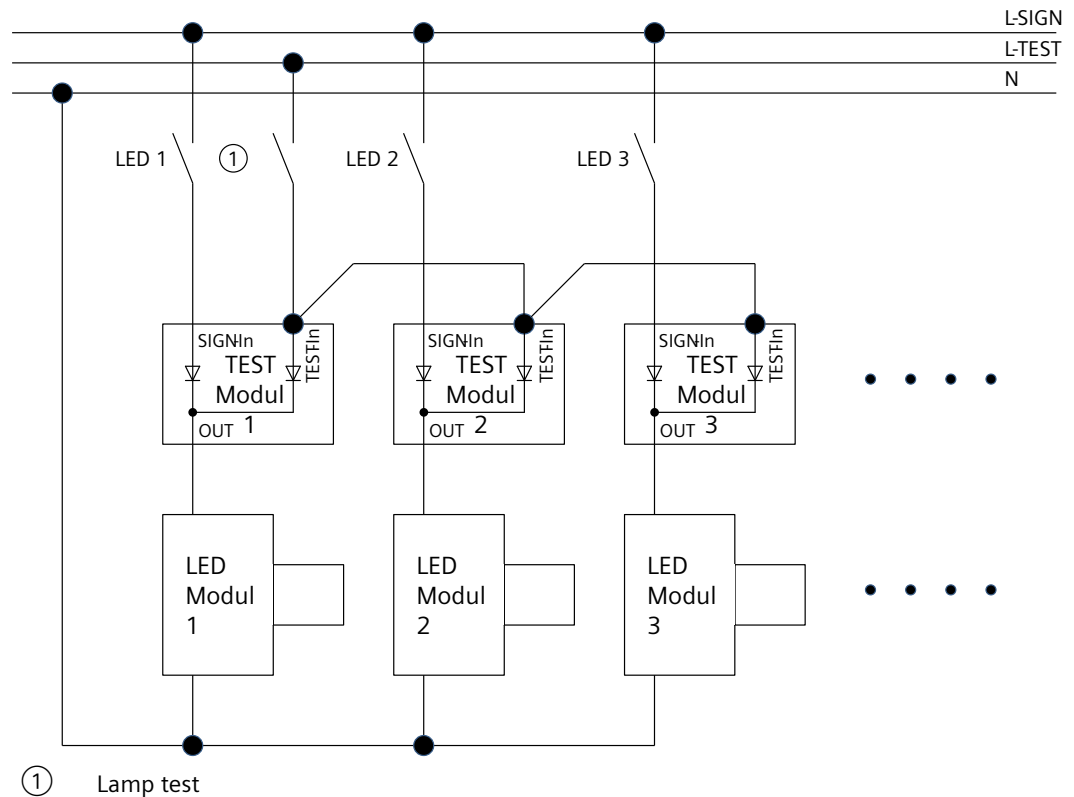 L-SIGN
L-TEST
N
LED 1
1
LED 2
LED 3
SIGN-In
TEST-In
TEST
Modul
1
OUT
SIGN-In
TEST-In
TEST
Modul
2
OUT
SIGN-In
TEST-In
TEST
Modul
3
OUT
LED
Modul
1
LED
Modul
2
LED
Modul
3
1 Lamp test